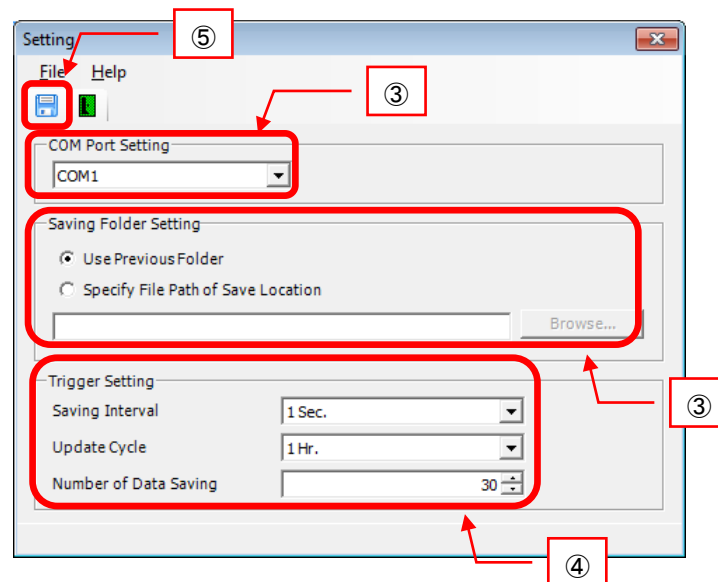 Setting
⑤
File Help
③
COM Port Setting
COM1
Saving Folder Setting
Use Previous Folder
Specify File Path of Save Location
Browse...
Trigger Setting
③
Saving Interval 1 Sec.
Update Cycle 1 Hr.
Number of Data Saving 30
④